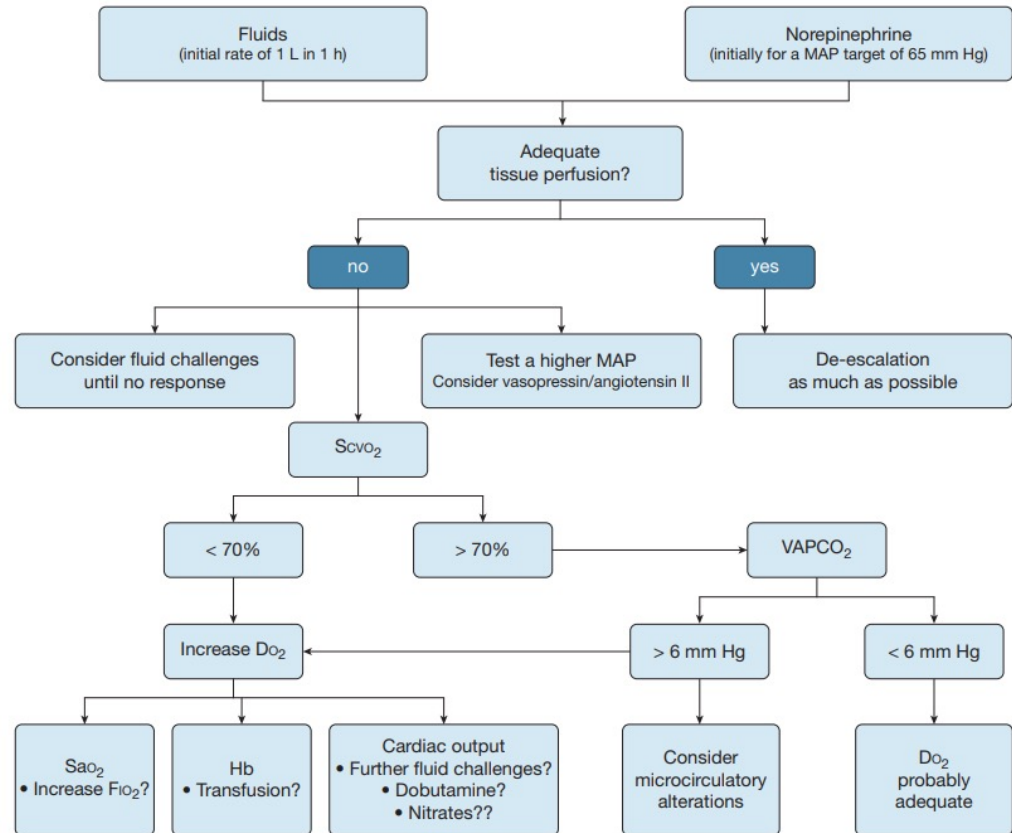 Fluids
(initial rate of 1 L in 1 h)
Norepinephrine
(initially for a MAP target of 65 mm Hg)
Adequate
tissue perfusion?
no
yes
Consider fluid challenges
until no response
Test a higher MAP
Consider vasopressin/angiotensin II
De-escalation
as much as possible
ScvO₂
< 70%
> 70%
VAPCO₂
Increase DO₂
> 6 mm Hg
< 6 mm Hg
SaO₂
• Increase FIO₂?
Hb
• Transfusion?
Cardiac output
• Further fluid challenges?
• Dobutamine?
• Nitrates??
Consider
microcirculatory
alterations
DO₂
probably
adequate